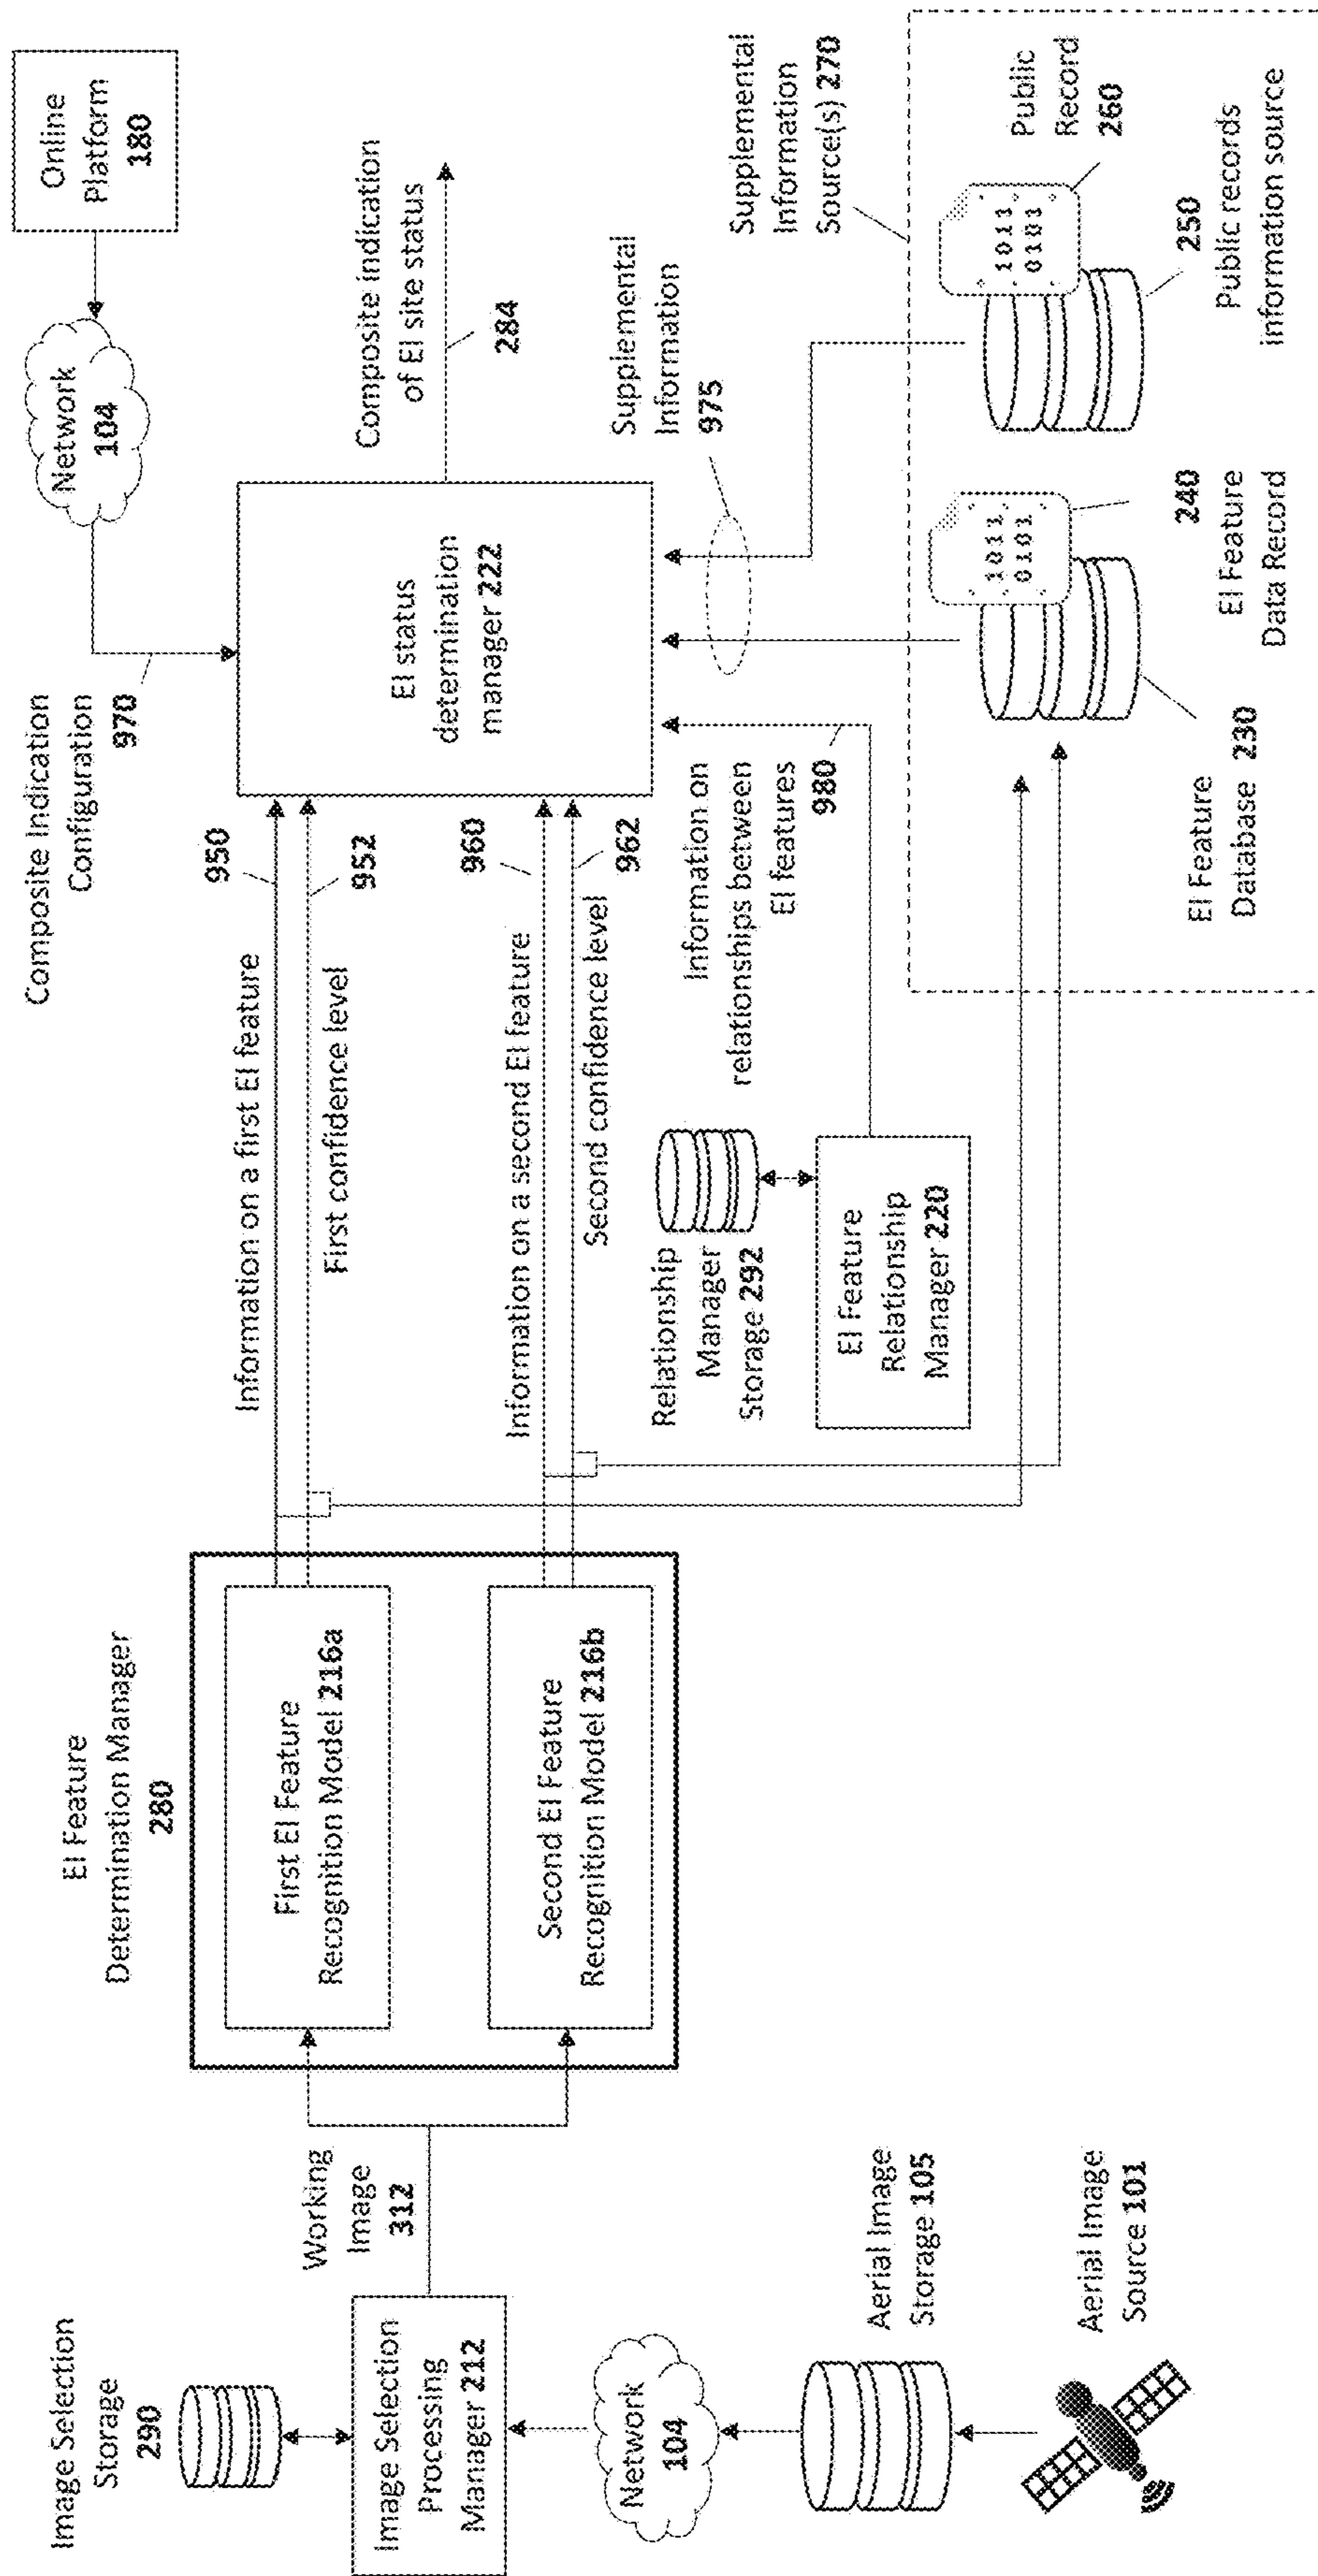 Image Selection
Storage
290
Image Selection
Processing
Manager 212
Network
104
Aerial Image
Storage 105
Aerial Image
Source 101
Working
Image
312
EI Feature
Determination Manager
280
First EI Feature
Recognition Model 216a
Second EI Feature
Recognition Model 216b
Information on a first EI feature
950
First confidence level
952
Information on a second EI feature
960
Second confidence level
962
Relationship
Manager
Storage 292
EI Feature
Relationship
Manager 220
Information on
relationships between
EI features
980
Composite Indication
Configuration
970
Network
104
Online
Platform
180
EI status
determination
manager 222
Composite indication
of EI site status
284
Supplemental
Information
975
Supplemental
Information
Source(s) 270
EI Feature
Database 230
1011
0101
240
EI Feature
Data Record
1011
0101
Public
Record
260
250
Public records
information source